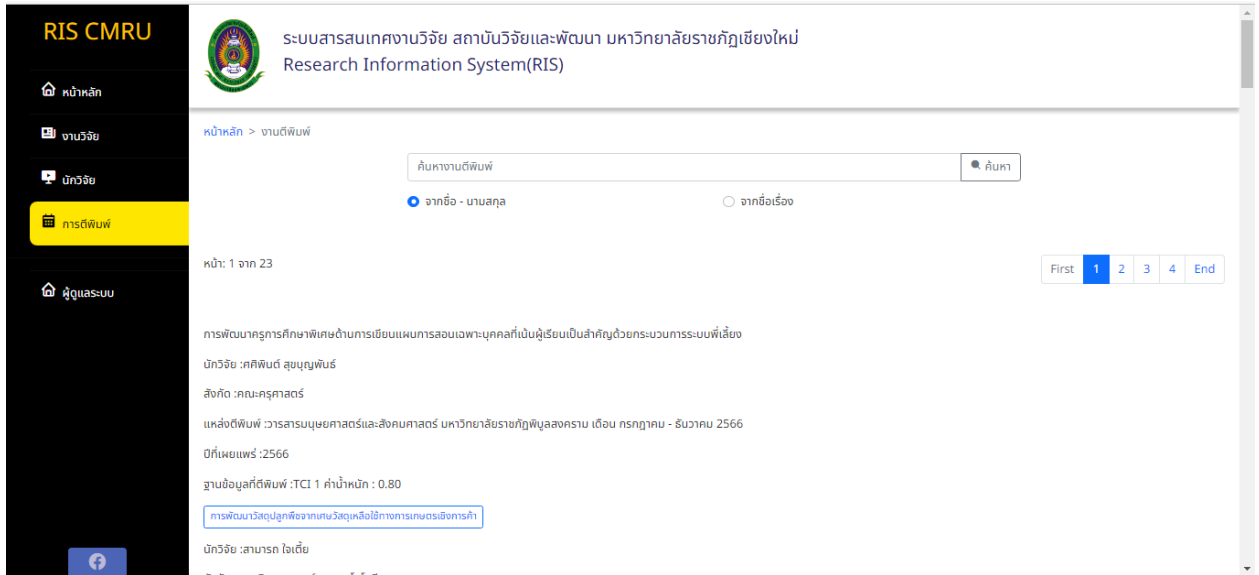 RIS CMRU
ระบบสารสนเทศงานวิจัย สถาบันวิจัยและพัฒนา มหาวิทยาลัยราชภัฏเชียงใหม่
Research Information System(RIS)
หน้าหลัก
งานวิจัย
นักวิจัย
การตีพิมพ์
ผู้ดูแลระบบ
หน้าหลัก > งานตีพิมพ์
ค้นหางานตีพิมพ์ ค้นหา
จากชื่อ - นามสกุล จากชื่อเรื่อง
หน้า: 1 จาก 23 First 1 2 3 4 End
การพัฒนาครูการศึกษาพิเศษด้านการเขียนแผนการสอนเฉพาะบุคคลที่เน้นผู้เรียนเป็นสำคัญด้วยกระบวนการระบบพี่เลี้ยง
นักวิจัย :ศศิพินต์ สุขบุญพันธ์
สังกัด :คณะครุศาสตร์
แหล่งตีพิมพ์ :วารสารมนุษยศาสตร์และสังคมศาสตร์ มหาวิทยาลัยราชภัฏพิบูลสงคราม เดือน กรกฎาคม - ธันวาคม 2566
ปีที่เผยแพร่ :2566
ฐานข้อมูลที่ตีพิมพ์ :TCI 1 ค่าน้ำหนัก : 0.80
การพัฒนาวัสดุปลูกพืชจากเศษวัสดุเหลือใช้ทางการเกษตรเชิงการค้า
นักวิจัย :สามารถ ใจเตี้ย